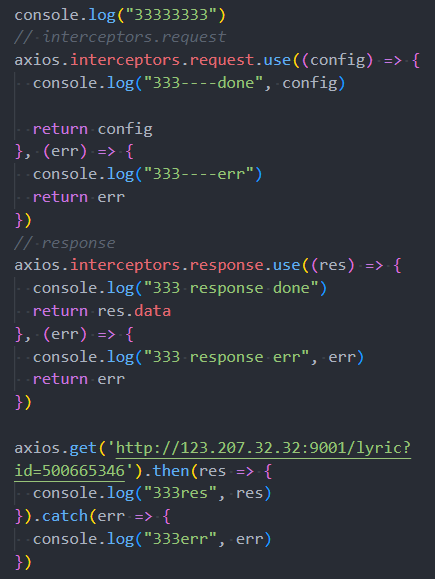 console.log("33333333")
// interceptors.request
axios.interceptors.request.use((config) => {
  console.log("333----done", config)

  return config
}, (err) => {
  console.log("333----err")
  return err
})
// response
axios.interceptors.response.use((res) => {
  console.log("333 response done")
  return res.data
}, (err) => {
  console.log("333 response err", err)
  return err
})

axios.get('http://123.207.32.32:9001/lyric?
id=500665346').then(res => {
  console.log("333res", res)
}).catch(err => {
  console.log("333err", err)
})